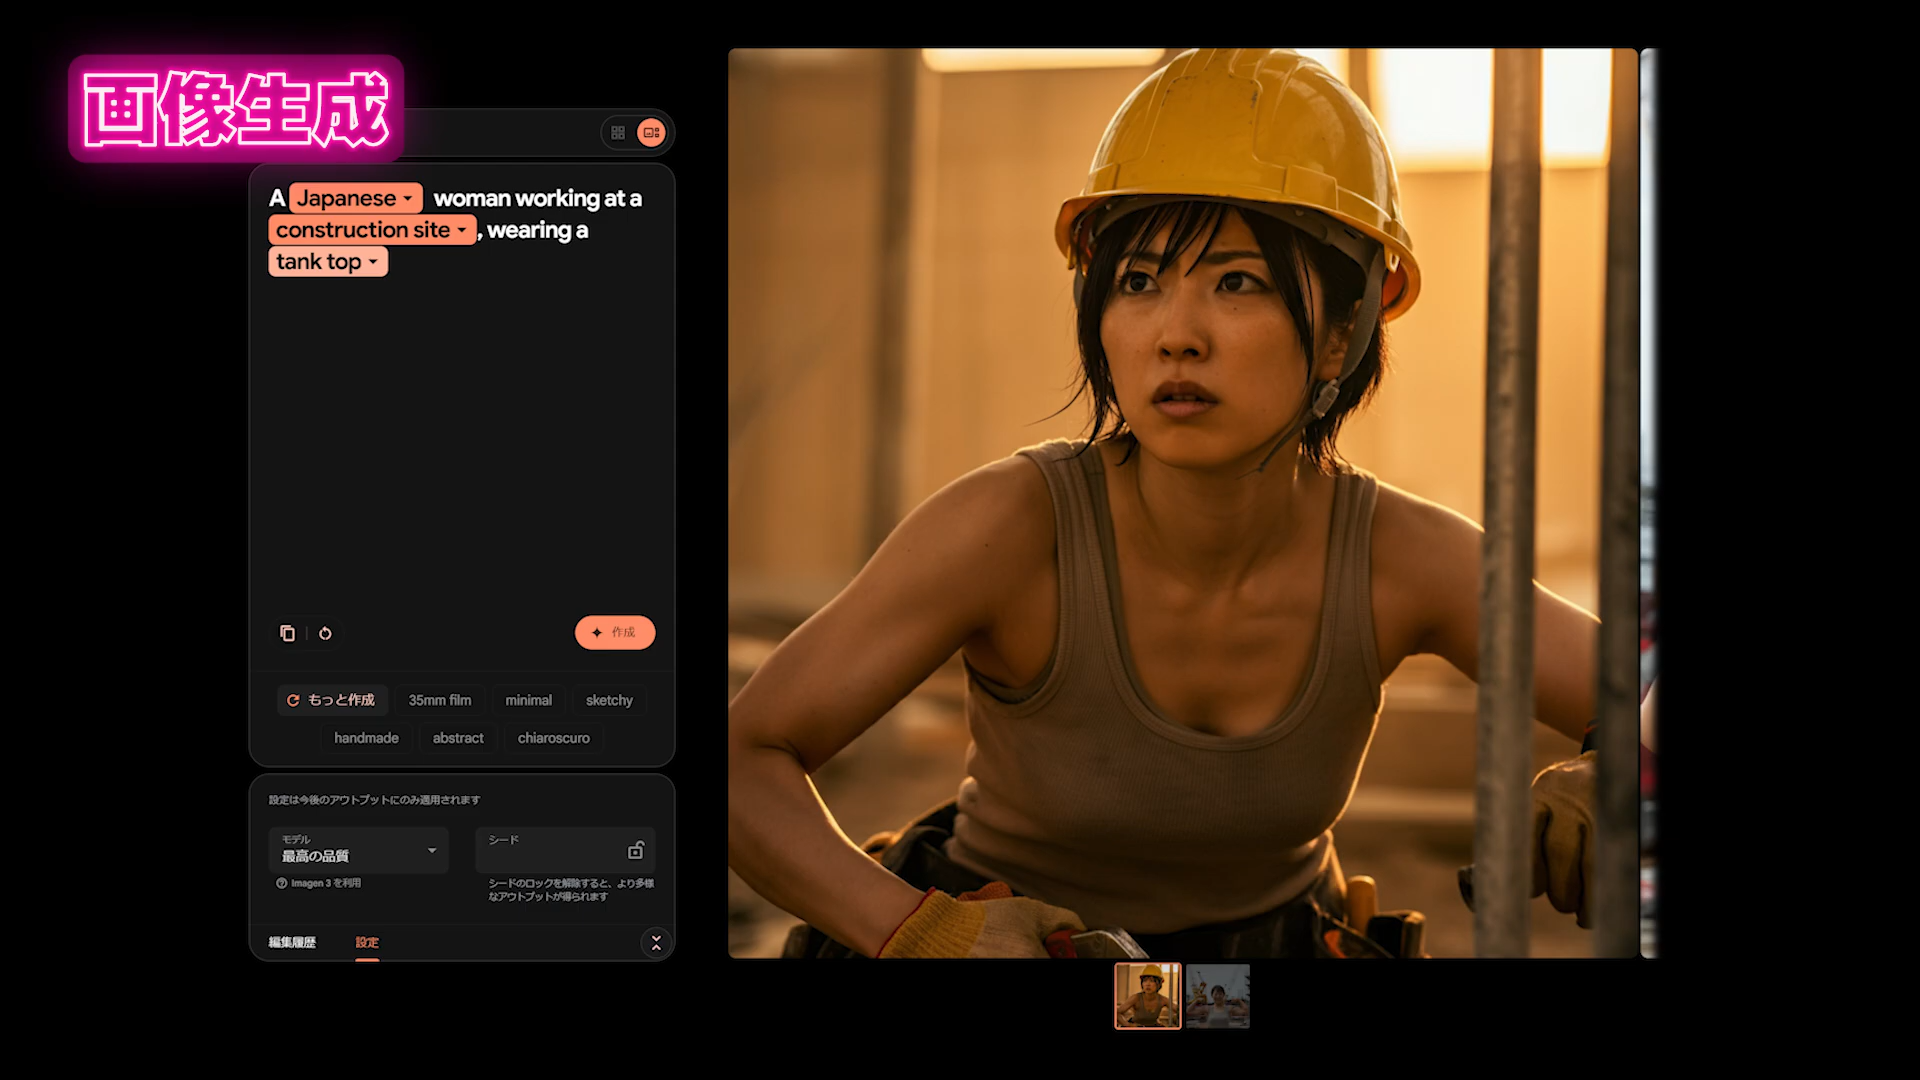 画像生成
A Japanese woman working at a
construction site , wearing a
tank top
作成
もっと作成 35mm film minimal sketchy
handmade abstract chiaroscuro
設定は今後のアウトプットにのみ適用されます
モデル
最高の品質
Imagen 3 を利用
シード
シードのロックを解除すると、より多様
なアウトプットが得られます
編集履歴 設定